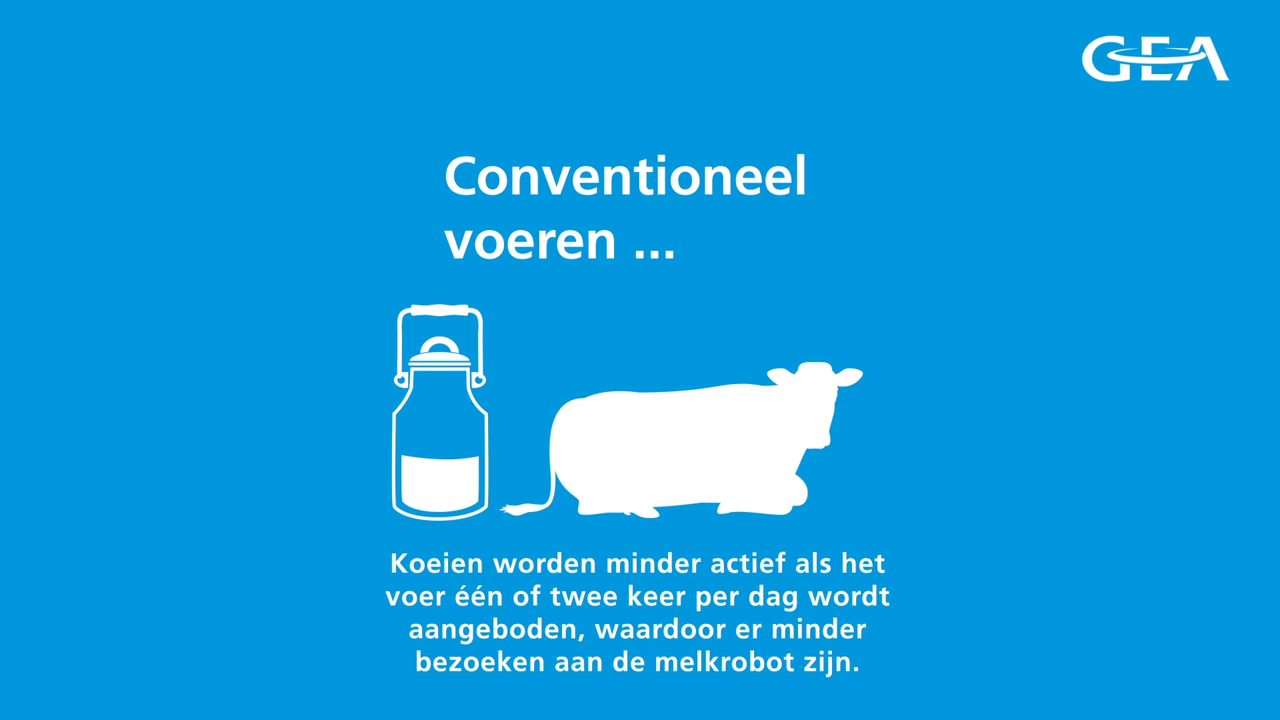 GEA
Conventioneel
voeren ...
Koeien worden minder actief als het
voer één of twee keer per dag wordt
aangeboden, waardoor er minder
bezoeken aan de melkrobot zijn.